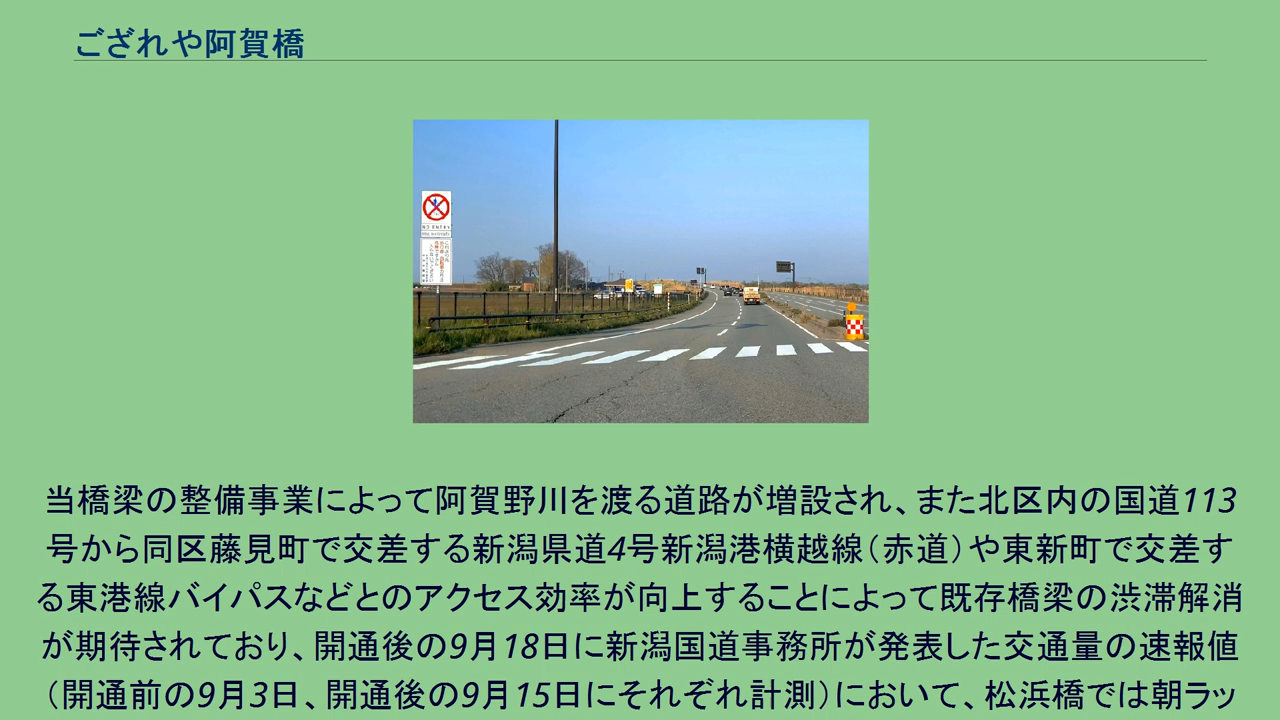 ござれや阿賀橋
NO ENTRY
当橋梁の整備事業によって阿賀野川を渡る道路が増設され、また北区内の国道113
号から同区藤見町で交差する新潟県道4号新潟港横越線（赤道）や東新町で交差す
る東港線バイパスなどとのアクセス効率が向上することによって既存橋梁の渋滞解消
が期待されており、開通後の9月18日に新潟国道事務所が発表した交通量の速報値
（開通前の9月3日、開通後の9月15日にそれぞれ計測）において、松浜橋では朝ラッ